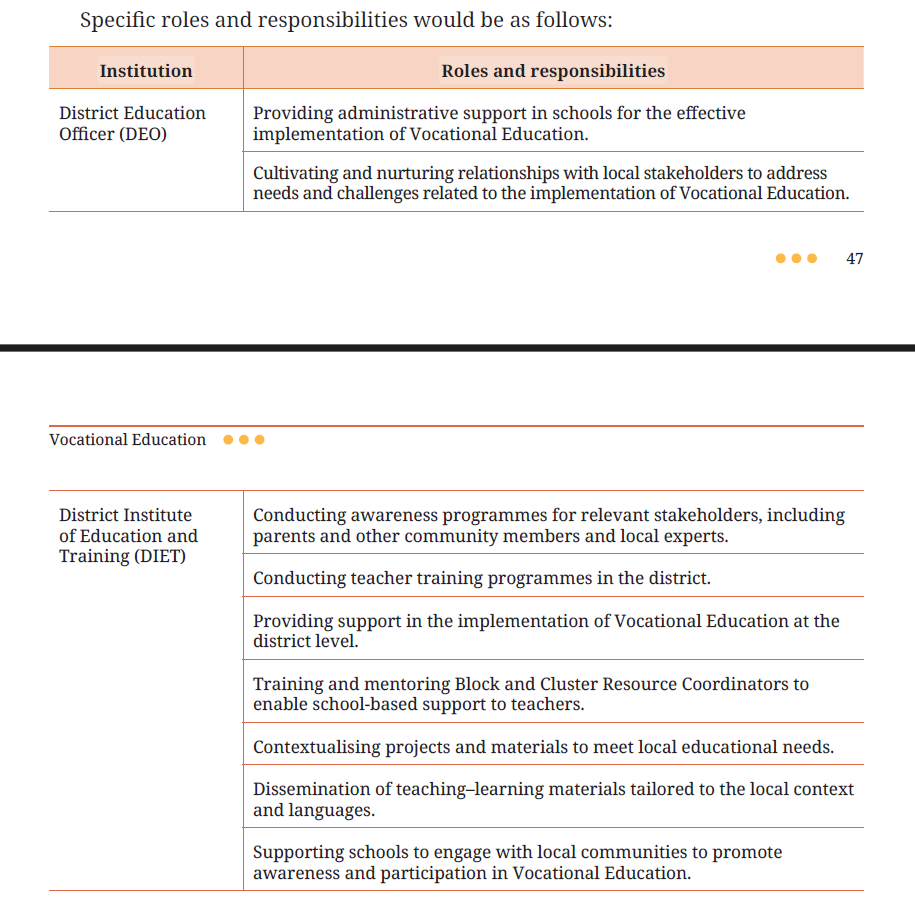 Specific roles and responsibilities would be as follows:
Institution
Roles and responsibilities
District Education
Officer (DEO)
Providing administrative support in schools for the effective
implementation of Vocational Education.
Cultivating and nurturing relationships with local stakeholders to address
needs and challenges related to the implementation of Vocational Education.
47
Vocational Education
District Institute
of Education and
Training (DIET)
Conducting awareness programmes for relevant stakeholders, including
parents and other community members and local experts.
Conducting teacher training programmes in the district.
Providing support in the implementation of Vocational Education at the
district level.
Training and mentoring Block and Cluster Resource Coordinators to
enable school-based support to teachers.
Contextualising projects and materials to meet local educational needs.
Dissemination of teaching–learning materials tailored to the local context
and languages.
Supporting schools to engage with local communities to promote
awareness and participation in Vocational Education.